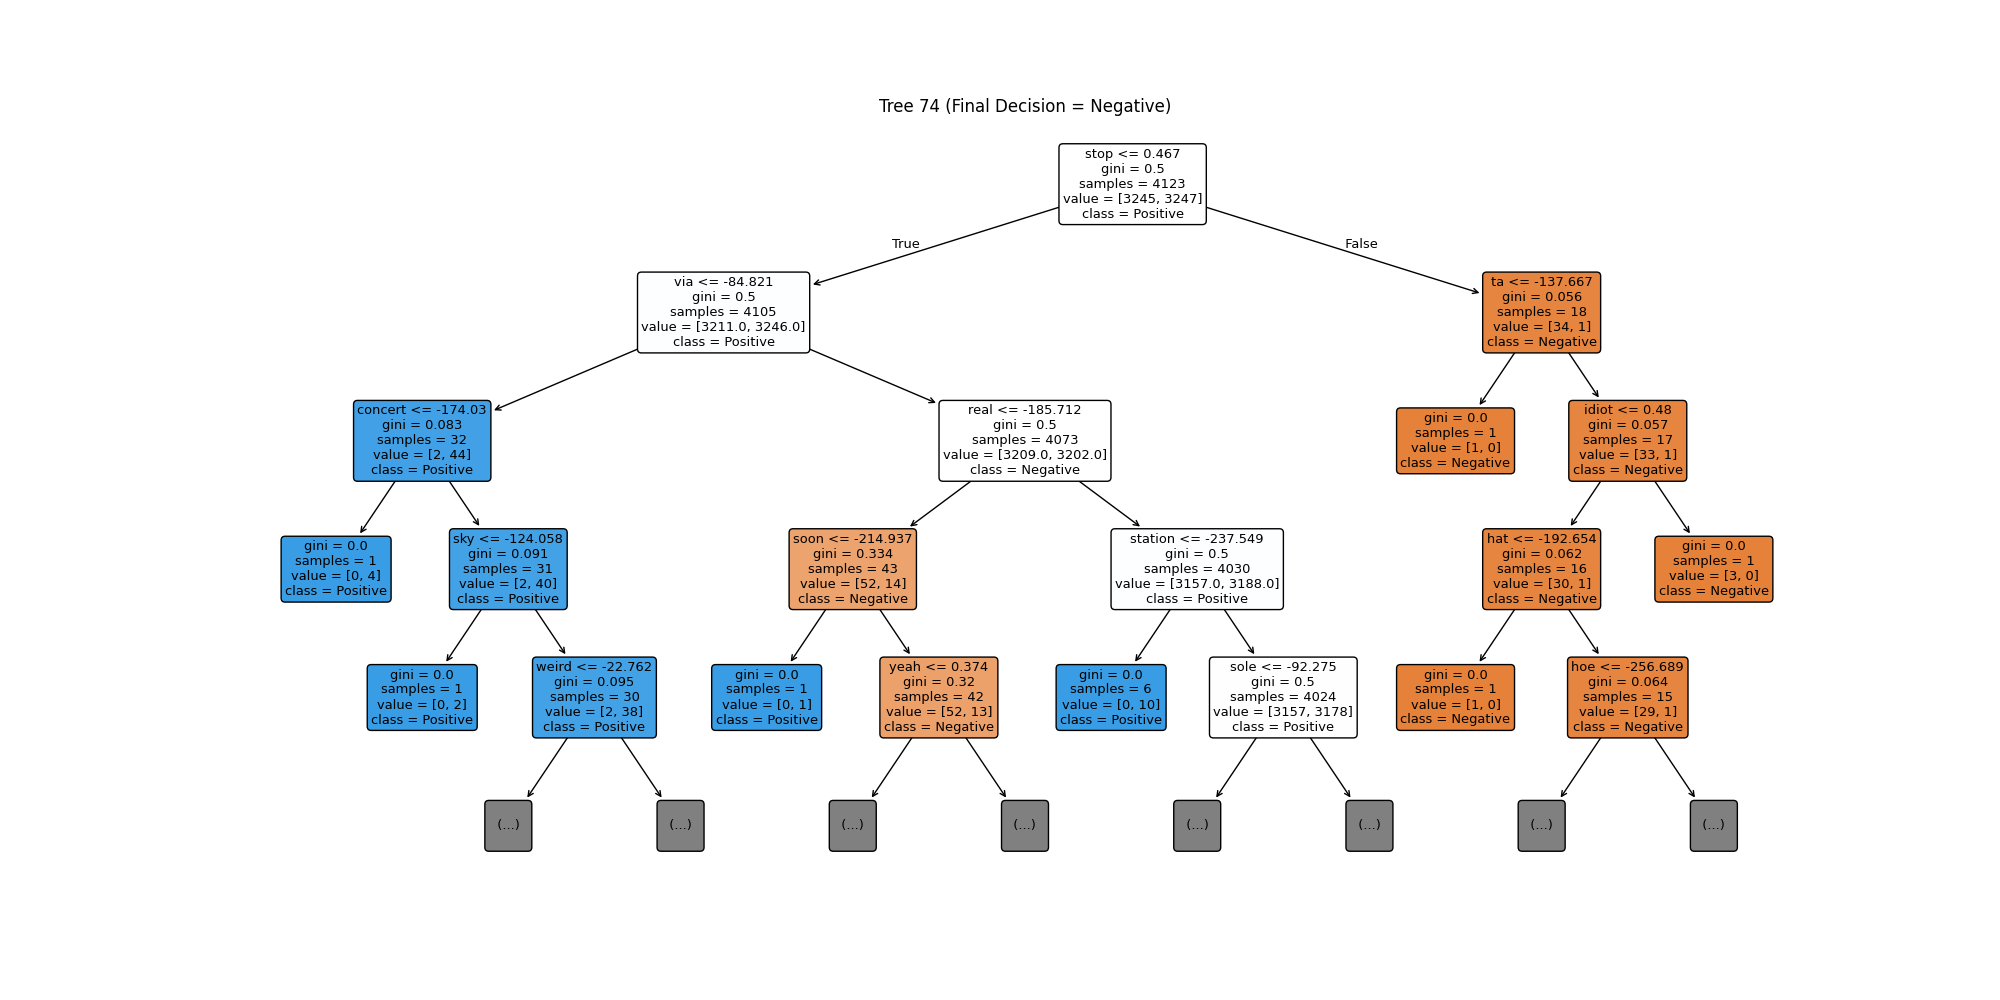 Tree 74 (Final Decision = Negative)
stop <= 0.467
gini = 0.5
samples = 4123
value = [3245, 3247]
class = Positive
True
False
via <= -84.821
gini = 0.5
samples = 4105
value = [3211.0, 3246.0]
class = Positive
ta <= -137.667
gini = 0.056
samples = 18
value = [34, 1]
class = Negative
concert <= -174.03
gini = 0.083
samples = 32
value = [2, 44]
class = Positive
real <= -185.712
gini = 0.5
samples = 4073
value = [3209.0, 3202.0]
class = Negative
gini = 0.0
samples = 1
value = [1, 0]
class = Negative
idiot <= 0.48
gini = 0.057
samples = 17
value = [33, 1]
class = Negative
gini = 0.0
samples = 1
value = [0, 4]
class = Positive
sky <= -124.058
gini = 0.091
samples = 31
value = [2, 40]
class = Positive
soon <= -214.937
gini = 0.334
samples = 43
value = [52, 14]
class = Negative
station <= -237.549
gini = 0.5
samples = 4030
value = [3157.0, 3188.0]
class = Positive
hat <= -192.654
gini = 0.062
samples = 16
value = [30, 1]
class = Negative
gini = 0.0
samples = 1
value = [3, 0]
class = Negative
gini = 0.0
samples = 1
value = [0, 2]
class = Positive
weird <= -22.762
gini = 0.095
samples = 30
value = [2, 38]
class = Positive
gini = 0.0
samples = 1
value = [0, 1]
class = Positive
yeah <= 0.374
gini = 0.32
samples = 42
value = [52, 13]
class = Negative
gini = 0.0
samples = 6
value = [0, 10]
class = Positive
sole <= -92.275
gini = 0.5
samples = 4024
value = [3157, 3178]
class = Positive
gini = 0.0
samples = 1
value = [1, 0]
class = Negative
hoe <= -256.689
gini = 0.064
samples = 15
value = [29, 1]
class = Negative
(...)
(...)
(...)
(...)
(...)
(...)
(...)
(...)